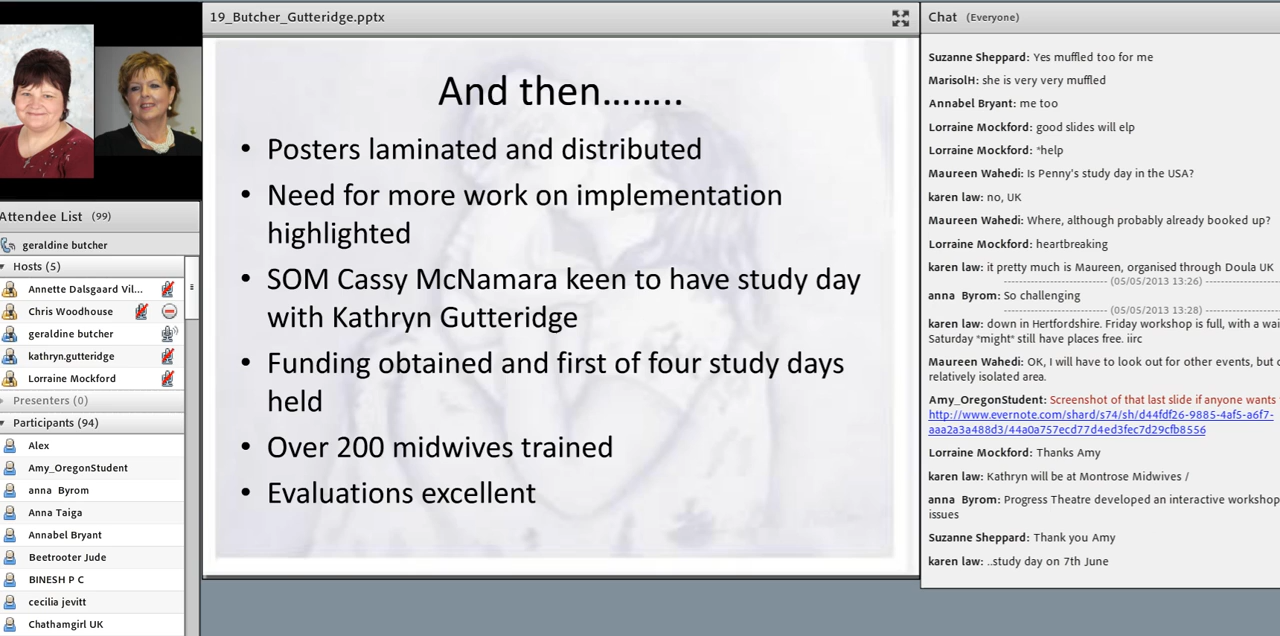 19_Butcher_Gutteridge.pptx
And then……..
• Posters laminated and distributed
• Need for more work on implementation
highlighted
• SOM Cassy McNamara keen to have study day
with Kathryn Gutteridge
• Funding obtained and first of four study days
held
• Over 200 midwives trained
• Evaluations excellent
Attendee List (99)
geraldine butcher
Hosts (5)
Annette Dalsgaard Vil...
Chris Woodhouse
geraldine butcher
kathryn.gutteridge
Lorraine Mockford
Presenters (0)
Participants (94)
Alex
Amy_OregonStudent
anna Byrom
Anna Taiga
Annabel Bryant
Beetrooter Jude
BINESH P C
cecilia jevitt
Chathamgirl UK
Chat (Everyone)
Suzanne Sheppard: Yes muffled too for me
MarisolH: she is very very muffled
Annabel Bryant: me too
Lorraine Mockford: good slides will elp
Lorraine Mockford: *help
Maureen Wahedi: Is Penny's study day in the USA?
karen law: no, UK
Maureen Wahedi: Where, although probably already booked up?
Lorraine Mockford: heartbreaking
karen law: it pretty much is Maureen, organised through Doula UK
(05/05/2013 13:26)
anna Byrom: So challenging
(05/05/2013 13:28)
karen law: down in Hertfordshire. Friday workshop is full, with a wai
Saturday *might* still have places free. iirc
Maureen Wahedi: OK, I will have to look out for other events, but
relatively isolated area.
Amy_OregonStudent: Screenshot of that last slide if anyone wants
http://www.evernote.com/shard/s74/sh/d44fdf26-9885-4af5-a6f7-
aaa2a3a488d3/44a0a757ecd77d4ed3fec7d29cfb8556
Lorraine Mockford: Thanks Amy
karen law: Kathryn will be at Montrose Midwives /
anna Byrom: Progress Theatre developed an interactive workshop
issues
Suzanne Sheppard: Thank you Amy
karen law: ..study day on 7th June